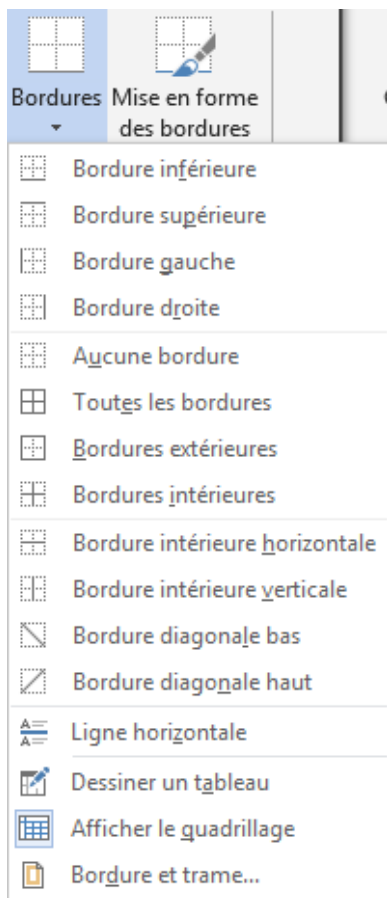 Bordures
Mise en forme
des bordures
Bordure inférieure
Bordure supérieure
Bordure gauche
Bordure droite
Aucune bordure
Toutes les bordures
Bordures extérieures
Bordures intérieures
Bordure intérieure horizontale
Bordure intérieure verticale
Bordure diagonale bas
Bordure diagonale haut
Ligne horizontale
Dessiner un tableau
Afficher le quadrillage
Bordure et trame...